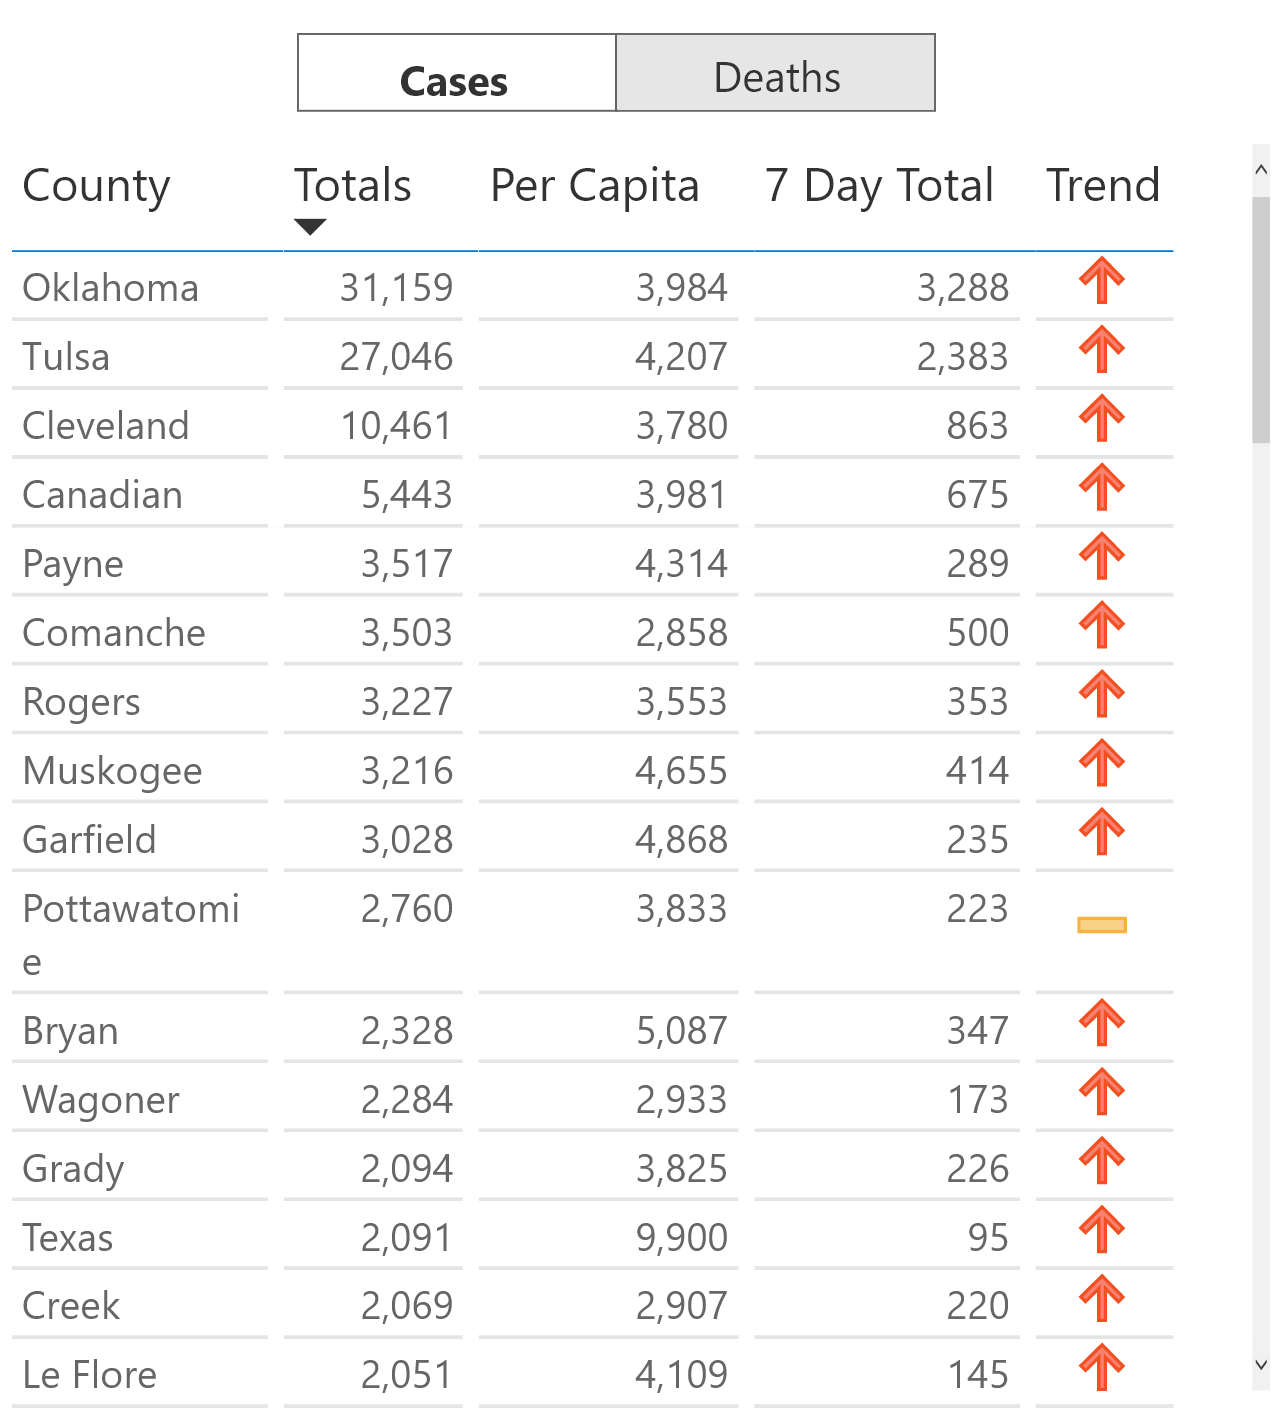 Cases Deaths
County Totals Per Capita 7 Day Total Trend
Oklahoma 31,159 3,984 3,288
Tulsa 27,046 4,207 2,383
Cleveland 10,461 3,780 863
Canadian 5,443 3,981 675
Payne 3,517 4,314 289
Comanche 3,503 2,858 500
Rogers 3,227 3,553 353
Muskogee 3,216 4,655 414
Garfield 3,028 4,868 235
Pottawatomi 2,760 3,833 223
e
Bryan 2,328 5,087 347
Wagoner 2,284 2,933 173
Grady 2,094 3,825 226
Texas 2,091 9,900 95
Creek 2,069 2,907 220
Le Flore 2,051 4,109 145